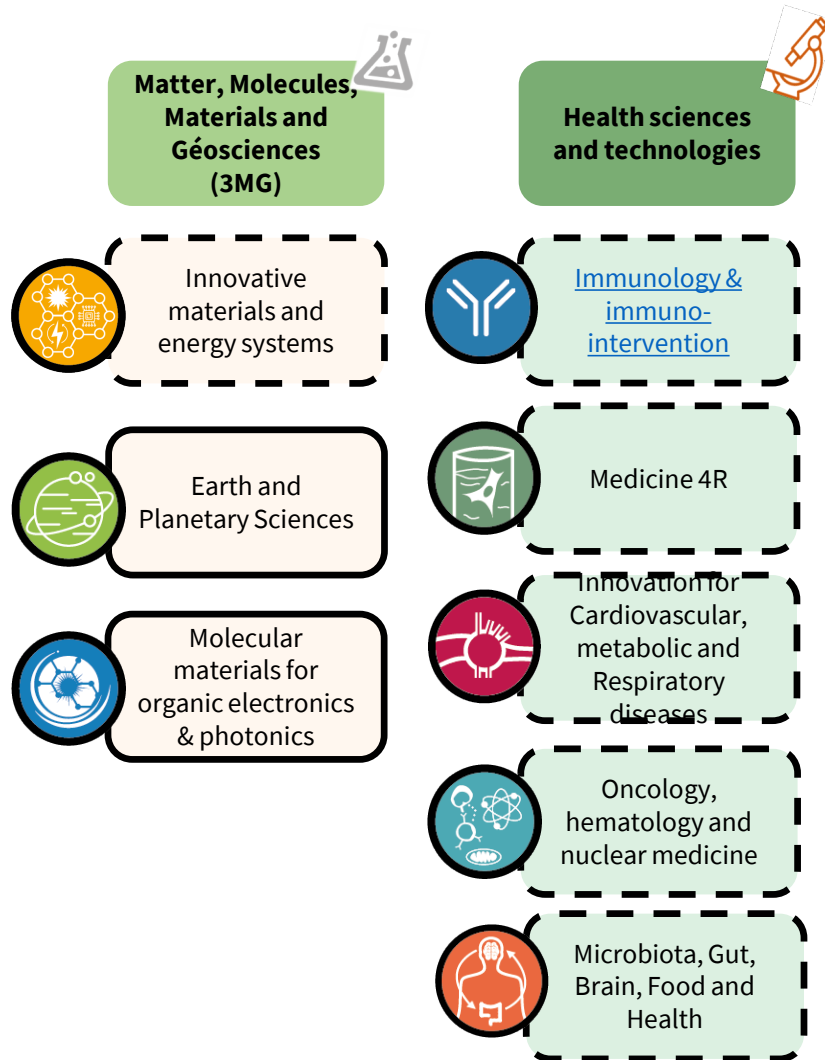 Matter, Molecules,
Materials and
Géosciences
(3MG)
Innovative
materials and
energy systems
Earth and
Planetary Sciences
Molecular
materials for
organic electronics
& photonics
Health sciences
and technologies
Immunology &
immuno-
intervention
Medicine 4R
Innovation for
Cardiovascular,
metabolic and
Respiratory
diseases
Oncology,
hematology and
nuclear medicine
Microbiota, Gut,
Brain, Food and
Health